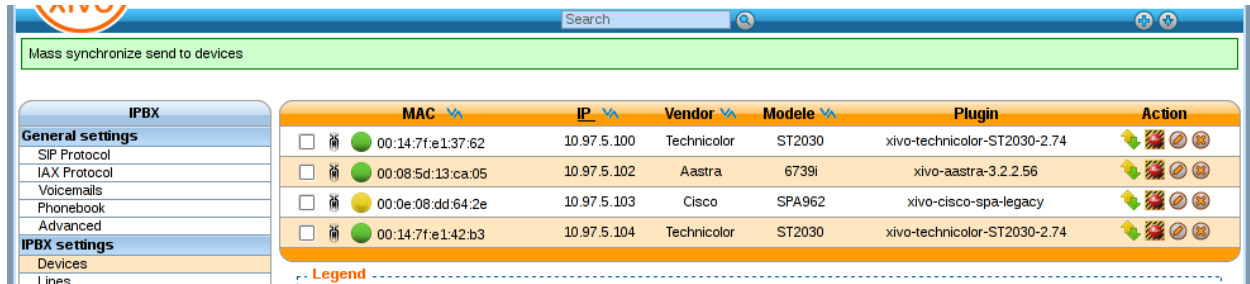 XIVO
Search
Mass synchronize send to devices
IPBX
General settings
SIP Protocol
IAX Protocol
Voicemails
Phonebook
Advanced
IPBX settings
Devices
Lines
MAC IP Vendor Modele Plugin Action
00:14:7f:e1:37:62 10.97.5.100 Technicolor ST2030 xivo-technicolor-ST2030-2.74
00:08:5d:13:ca:05 10.97.5.102 Aastra 6739i xivo-aastra-3.2.2.56
00:0e:08:dd:64:2e 10.97.5.103 Cisco SPA962 xivo-cisco-spa-legacy
00:14:7f:e1:42:b3 10.97.5.104 Technicolor ST2030 xivo-technicolor-ST2030-2.74
Legend